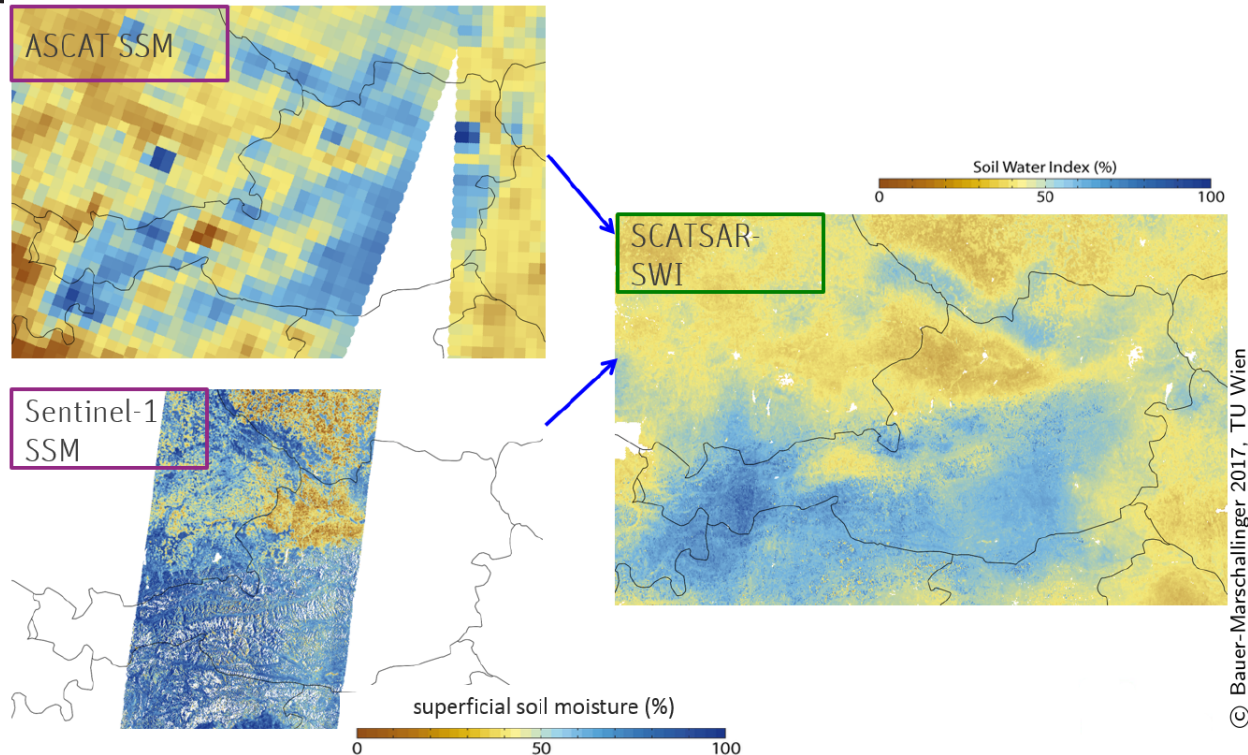 ASCAT SSM
Soil Water Index (%)
0
50
100
SCATSAR-
SWI
Sentinel-1
SSM
superficial soil moisture (%)
0
50
100
© Bauer-Marschallinger 2017, TU Wien